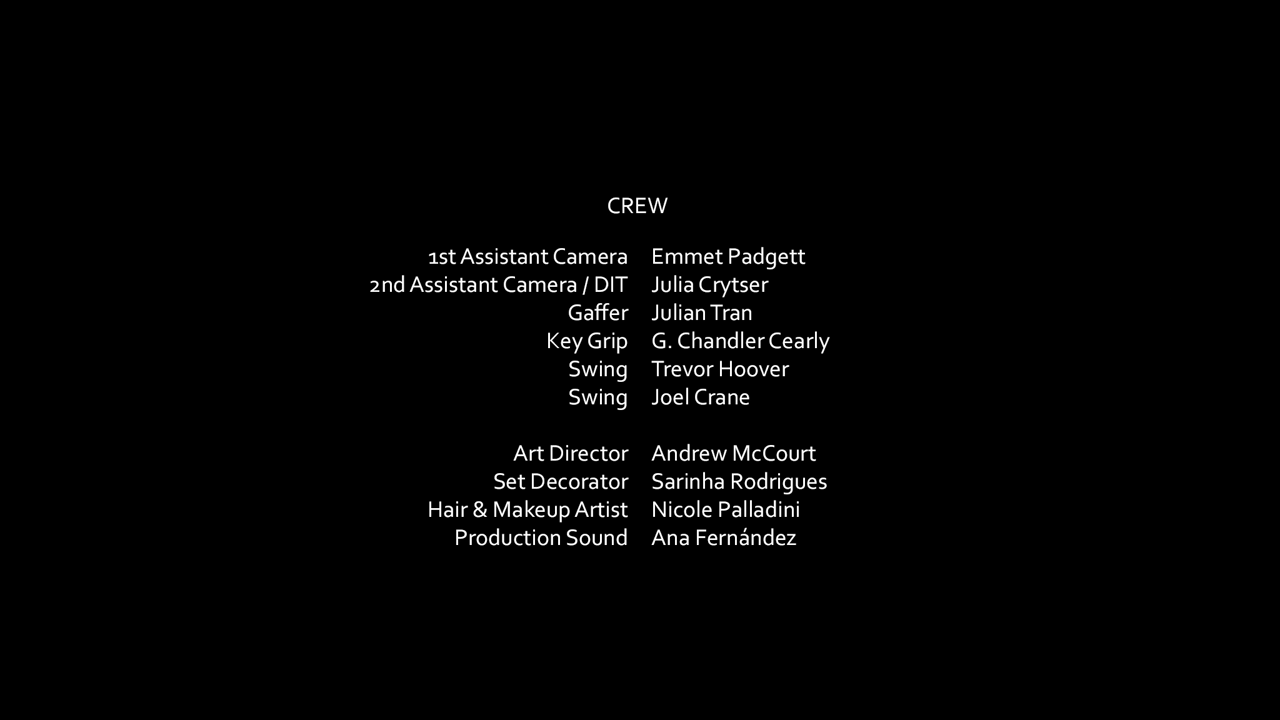 CREW
1st Assistant Camera Emmet Padgett
2nd Assistant Camera / DIT Julia Crytser
Gaffer Julian Tran
Key Grip G. Chandler Cearly
Swing Trevor Hoover
Swing Joel Crane
Art Director Andrew McCourt
Set Decorator Sarinha Rodrigues
Hair & Makeup Artist Nicole Palladini
Production Sound Ana Fernández